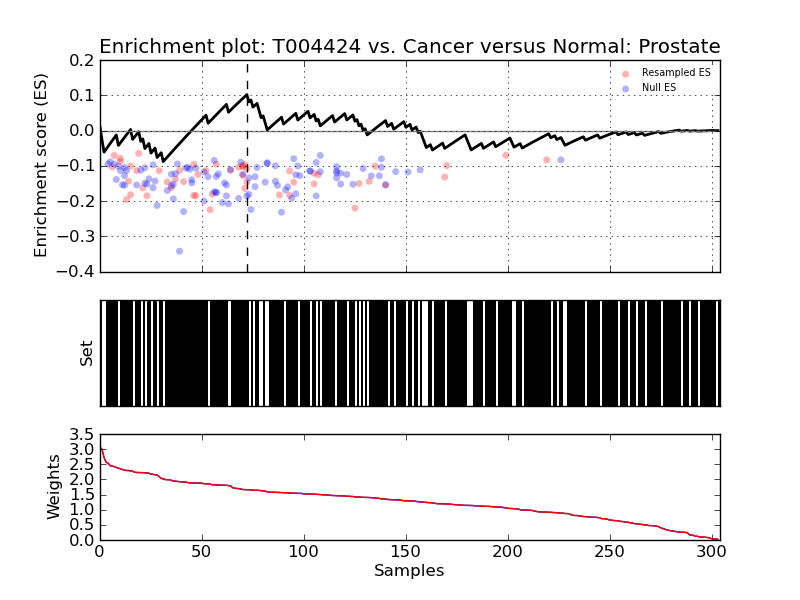 Enrichment plot: T004424 vs. Cancer versus Normal: Prostate
Enrichment score (ES)
0.2
0.1
0.0
−0.1
−0.2
−0.3
−0.4
Resampled ES
Null ES
Set
Weights
3.5
3.0
2.5
2.0
1.5
1.0
0.5
0.0
0 50 100 150 200 250 300
Samples